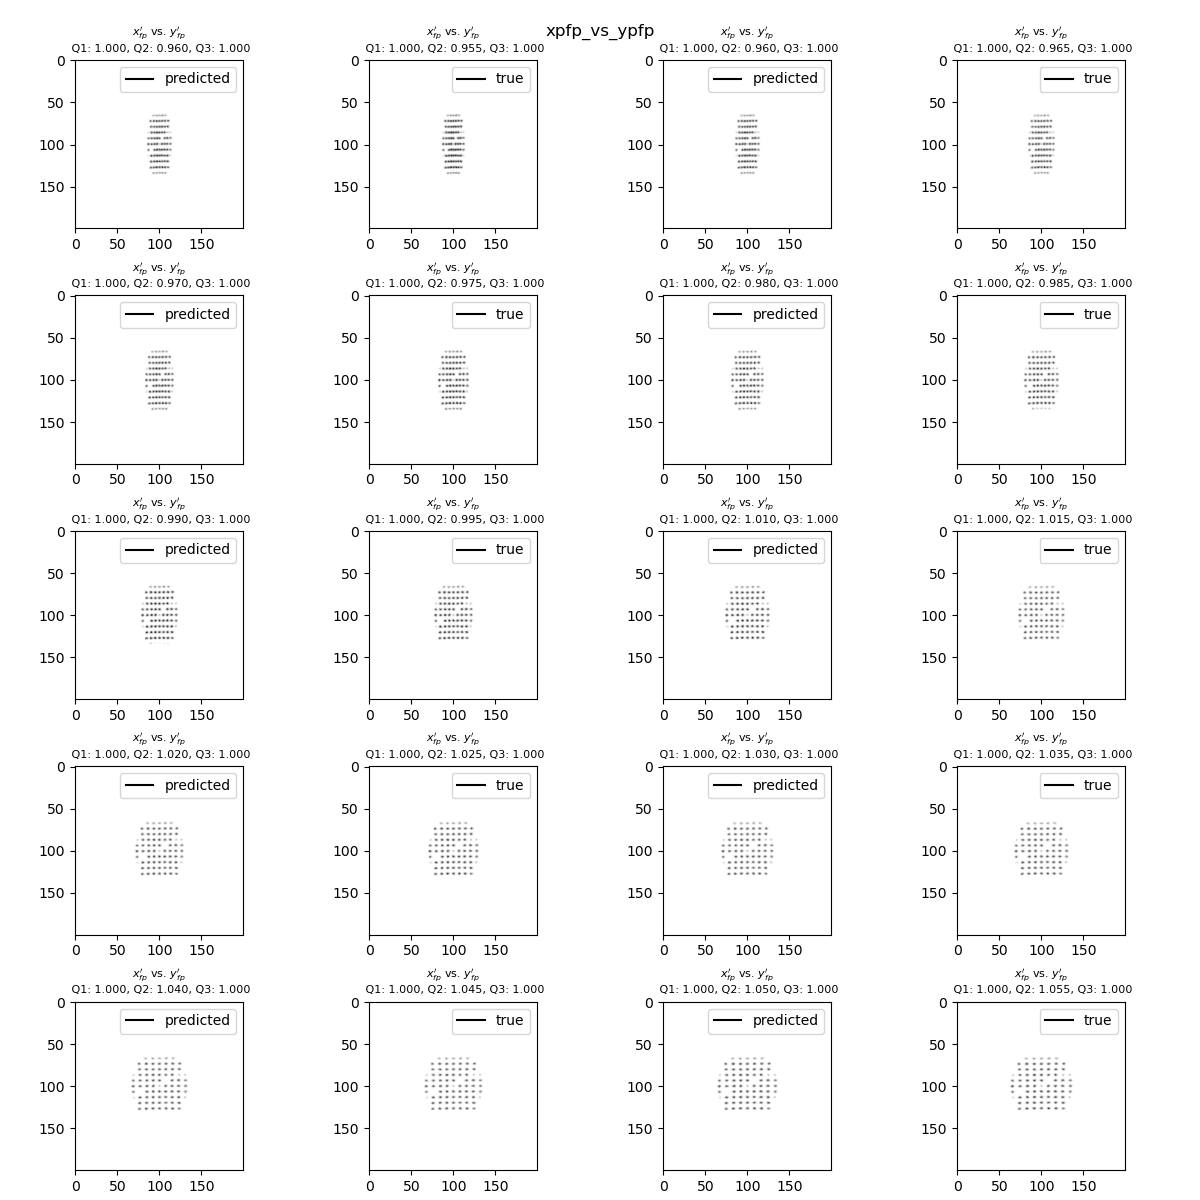 xpfp_vs_ypfp
x'fp vs. y'fp x'fp vs. y'fp x'fp vs. y'fp x'fp vs. y'fp
Q1: 1.000, Q2: 0.960, Q3: 1.000 Q1: 1.000, Q2: 0.955, Q3: 1.000 Q1: 1.000, Q2: 0.960, Q3: 1.000 Q1: 1.000, Q2: 0.965, Q3: 1.000
0 predicted 0 true 0 predicted 0 true
50 50 50 50
100 100 100 100
150 150 150 150
0 50 100 150 0 50 100 150 0 50 100 150 0 50 100 150
x'fp vs. y'fp x'fp vs. y'fp x'fp vs. y'fp x'fp vs. y'fp
Q1: 1.000, Q2: 0.970, Q3: 1.000 Q1: 1.000, Q2: 0.975, Q3: 1.000 Q1: 1.000, Q2: 0.980, Q3: 1.000 Q1: 1.000, Q2: 0.985, Q3: 1.000
0 predicted 0 true 0 predicted 0 true
50 50 50 50
100 100 100 100
150 150 150 150
0 50 100 150 0 50 100 150 0 50 100 150 0 50 100 150
x'fp vs. y'fp x'fp vs. y'fp x'fp vs. y'fp x'fp vs. y'fp
Q1: 1.000, Q2: 0.990, Q3: 1.000 Q1: 1.000, Q2: 0.995, Q3: 1.000 Q1: 1.000, Q2: 1.010, Q3: 1.000 Q1: 1.000, Q2: 1.015, Q3: 1.000
0 predicted 0 true 0 predicted 0 true
50 50 50 50
100 100 100 100
150 150 150 150
0 50 100 150 0 50 100 150 0 50 100 150 0 50 100 150
x'fp vs. y'fp x'fp vs. y'fp x'fp vs. y'fp x'fp vs. y'fp
Q1: 1.000, Q2: 1.020, Q3: 1.000 Q1: 1.000, Q2: 1.025, Q3: 1.000 Q1: 1.000, Q2: 1.030, Q3: 1.000 Q1: 1.000, Q2: 1.035, Q3: 1.000
0 predicted 0 true 0 predicted 0 true
50 50 50 50
100 100 100 100
150 150 150 150
0 50 100 150 0 50 100 150 0 50 100 150 0 50 100 150
x'fp vs. y'fp x'fp vs. y'fp x'fp vs. y'fp x'fp vs. y'fp
Q1: 1.000, Q2: 1.040, Q3: 1.000 Q1: 1.000, Q2: 1.045, Q3: 1.000 Q1: 1.000, Q2: 1.050, Q3: 1.000 Q1: 1.000, Q2: 1.055, Q3: 1.000
0 predicted 0 true 0 predicted 0 true
50 50 50 50
100 100 100 100
150 150 150 150
0 50 100 150 0 50 100 150 0 50 100 150 0 50 100 150